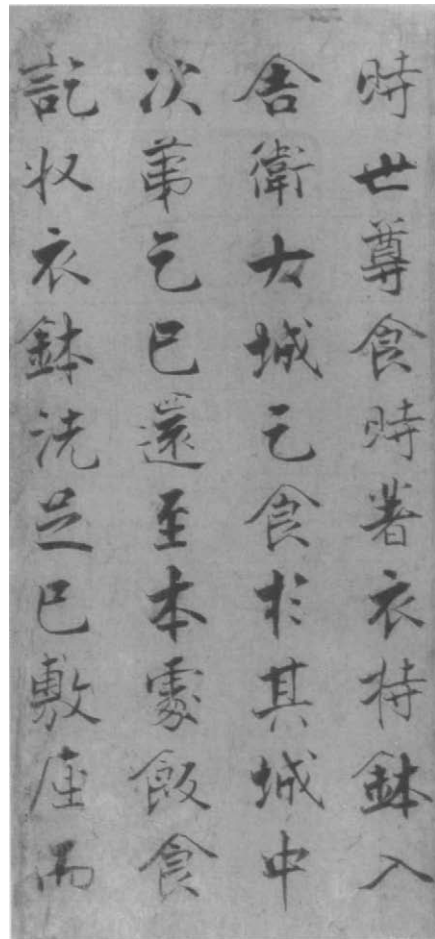 時世尊食時著衣持鉢入
舍衛大城乞食於其城中
次第乞已還至本處飯食
訖收衣鉢洗足已敷座而